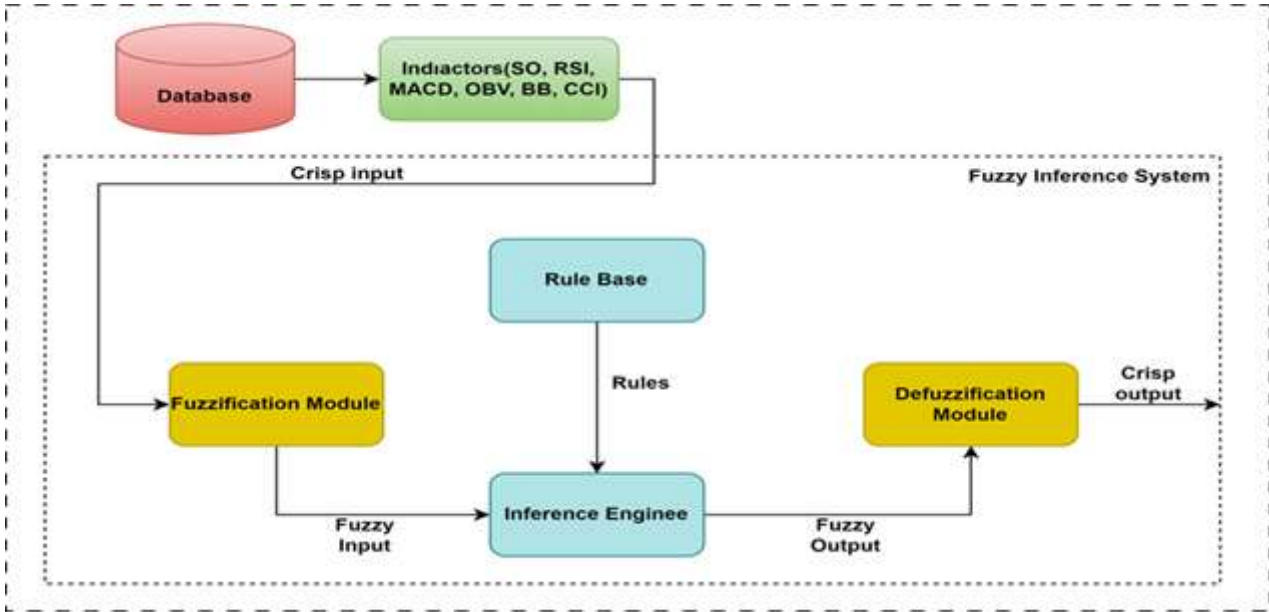 Database
Indiactors(SO, RSI,
MACD, OBV, BB, CCI)
Crisp input
Fuzzy Inference System
Rule Base
Rules
Fuzzification Module
Defuzzification
Module
Crisp
output
Inference Enginee
Fuzzy
Input
Fuzzy
Output